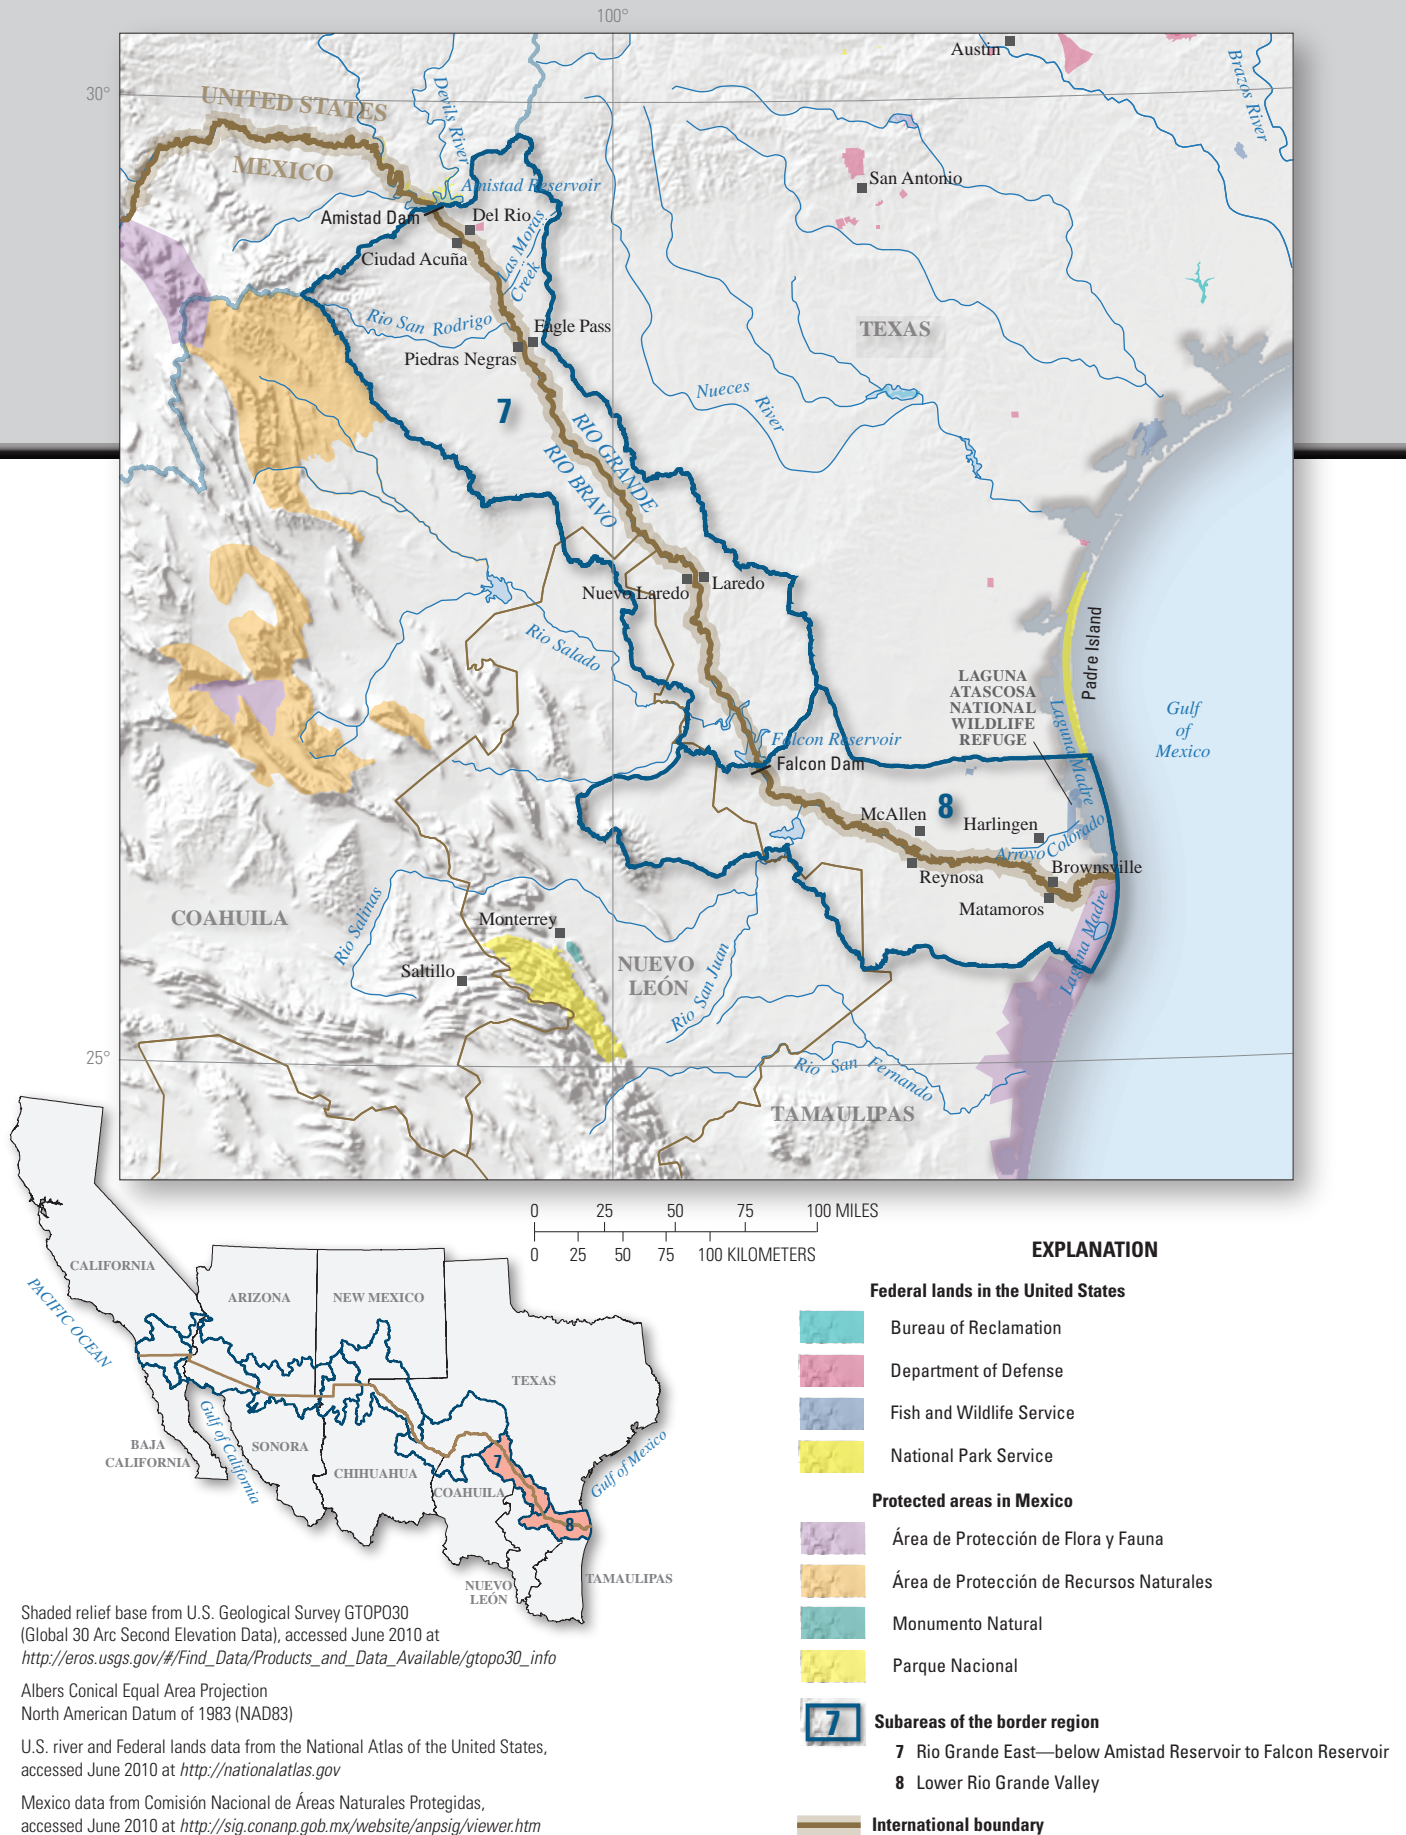 100°
30°
25°
Austin
Brazos River
UNITED STATES
MEXICO
Devils River
Amistad Reservoir
San Antonio
Amistad Dam
Del Rio
Ciudad Acuña
Las Moras
Creek
Rio San Rodrigo
Eagle Pass
Piedras Negras
TEXAS
Nueces
River
7
RIO GRANDE
RIO BRAVO
Nuevo Laredo
Laredo
Rio Salado
Padre Island
LAGUNA
ATASCOSA
NATIONAL
WILDLIFE
REFUGE
Laguna Madre
Gulf
of
Mexico
Falcon Reservoir
Falcon Dam
8
McAllen
Harlingen
Arroyo Colorado
Brownsville
Reynosa
Matamoros
Laguna Madre
COAHUILA
Rio Salinas
Monterrey
Saltillo
NUEVO
LEÓN
Rio San Juan
Rio San Fernando
TAMAULIPAS
0 25 50 75 100 MILES
0 25 50 75 100 KILOMETERS
CALIFORNIA
PACIFIC OCEAN
ARIZONA
NEW MEXICO
TEXAS
BAJA
CALIFORNIA
Gulf of California
SONORA
CHIHUAHUA
COAHUILA
7
8
Gulf of Mexico
NUEVO
LEÓN
TAMAULIPAS
EXPLANATION
Federal lands in the United States
Bureau of Reclamation
Department of Defense
Fish and Wildlife Service
National Park Service
Protected areas in Mexico
Área de Protección de Flora y Fauna
Área de Protección de Recursos Naturales
Monumento Natural
Parque Nacional
7 Subareas of the border region
7 Rio Grande East—below Amistad Reservoir to Falcon Reservoir
8 Lower Rio Grande Valley
International boundary
Shaded relief base from U.S. Geological Survey GTOPO30
(Global 30 Arc Second Elevation Data), accessed June 2010 at
http://eros.usgs.gov/#/Find_Data/Products_and_Data_Available/gtopo30_info
Albers Conical Equal Area Projection
North American Datum of 1983 (NAD83)
U.S. river and Federal lands data from the National Atlas of the United States,
accessed June 2010 at http://nationalatlas.gov
Mexico data from Comisión Nacional de Áreas Naturales Protegidas,
accessed June 2010 at http://sig.conanp.gob.mx/website/anpsig/viewer.htm